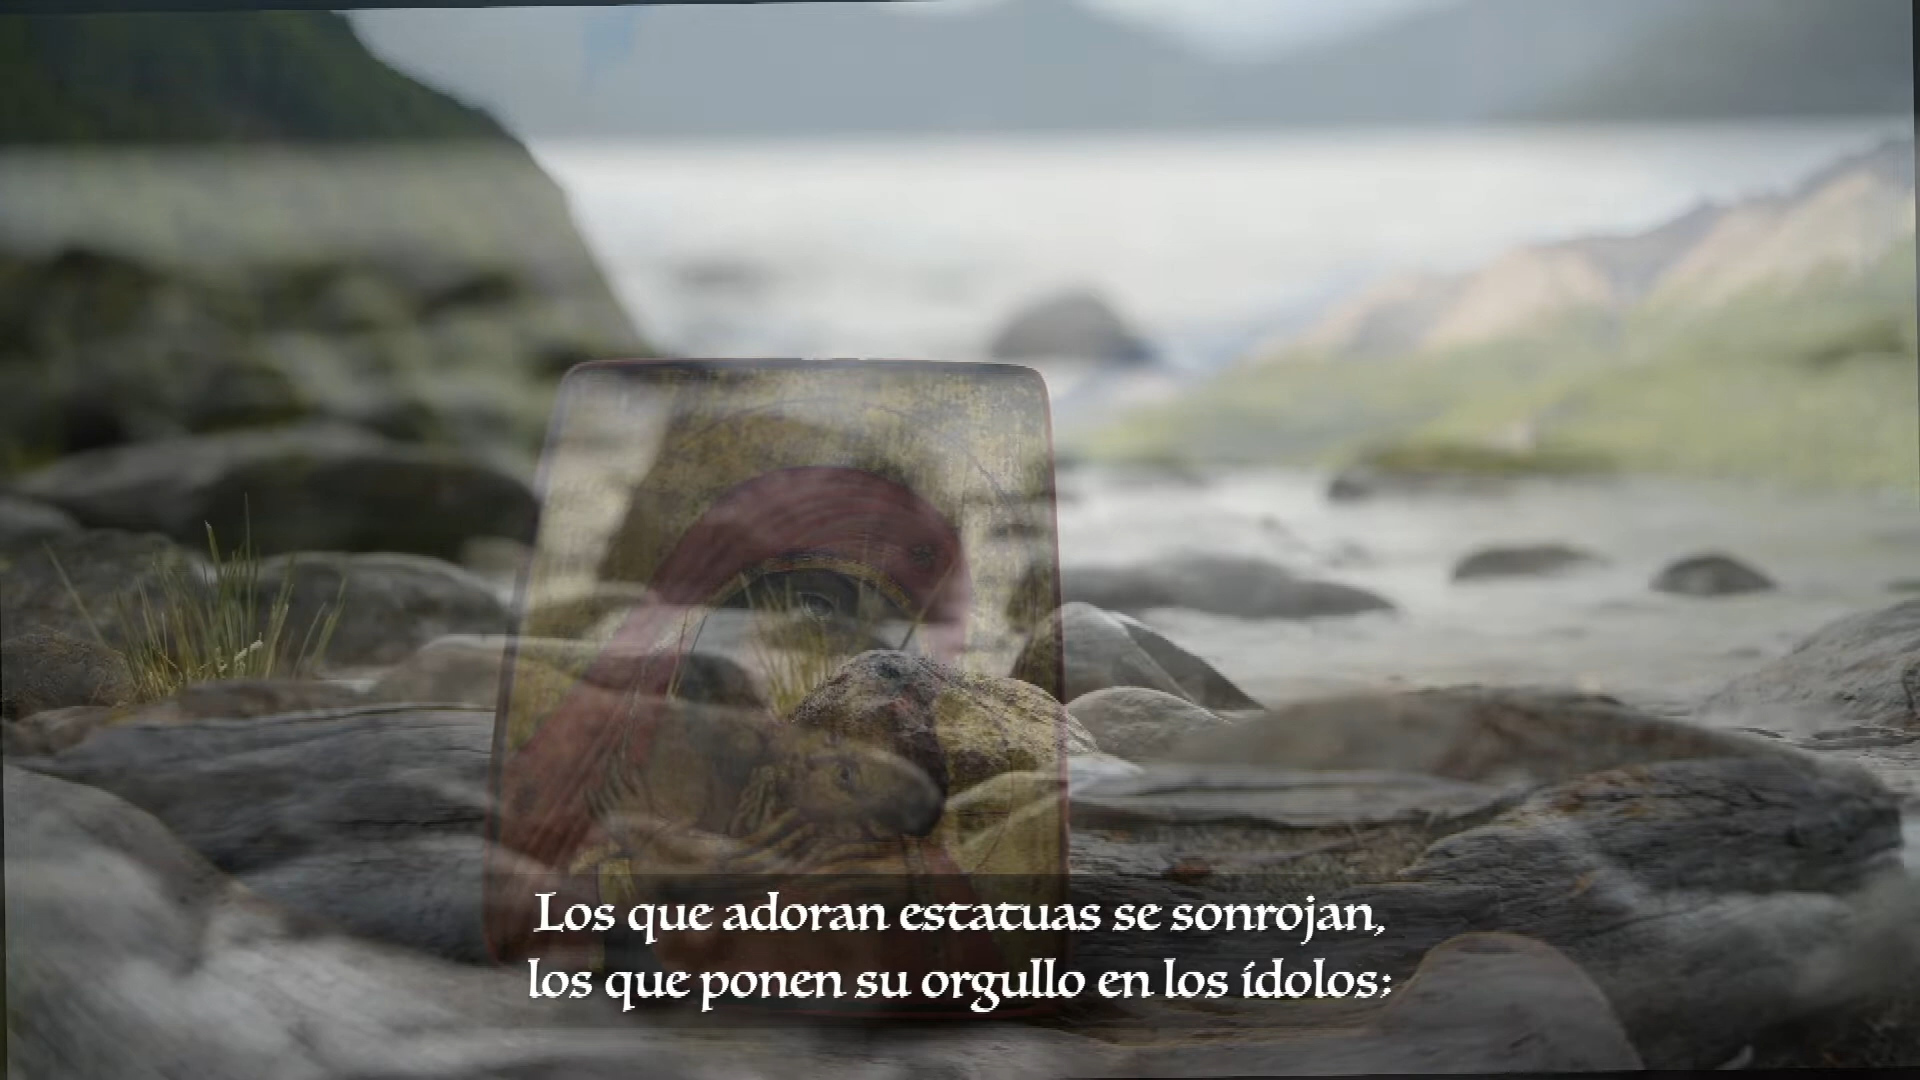 Los que adoran estatuas se sonrojan,
los que ponen su orgullo en los ídolos: